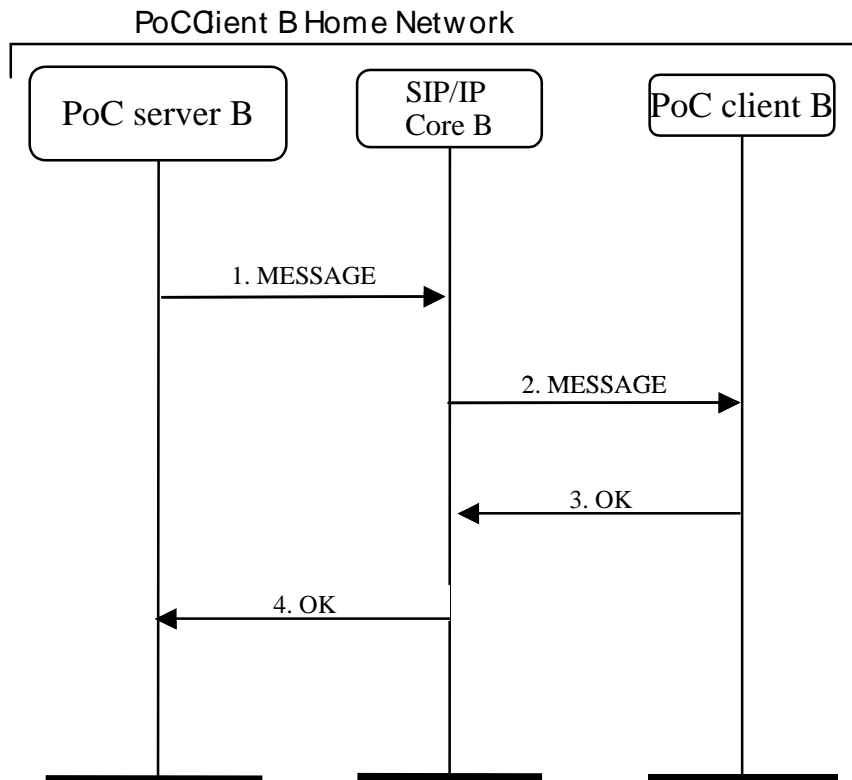 PoCClient B Home Network
PoC server B
SIP/IP
Core B
PoC client B
1. MESSAGE
2. MESSAGE
3. OK
4. OK